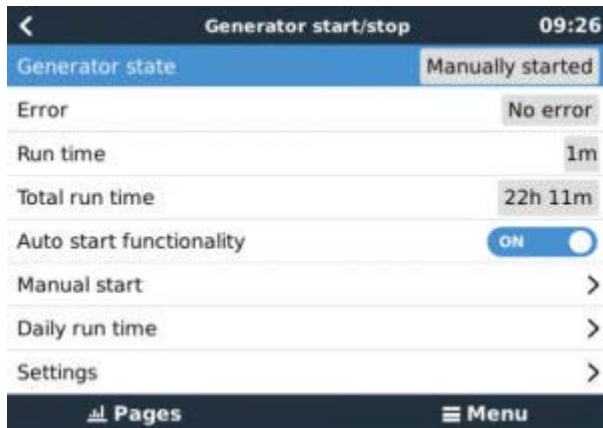 Generator start/stop 09:26
Generator state Manually started
Error No error
Run time 1m
Total run time 22h 11m
Auto start functionality ON
Manual start
Daily run time
Settings
Pages Menu